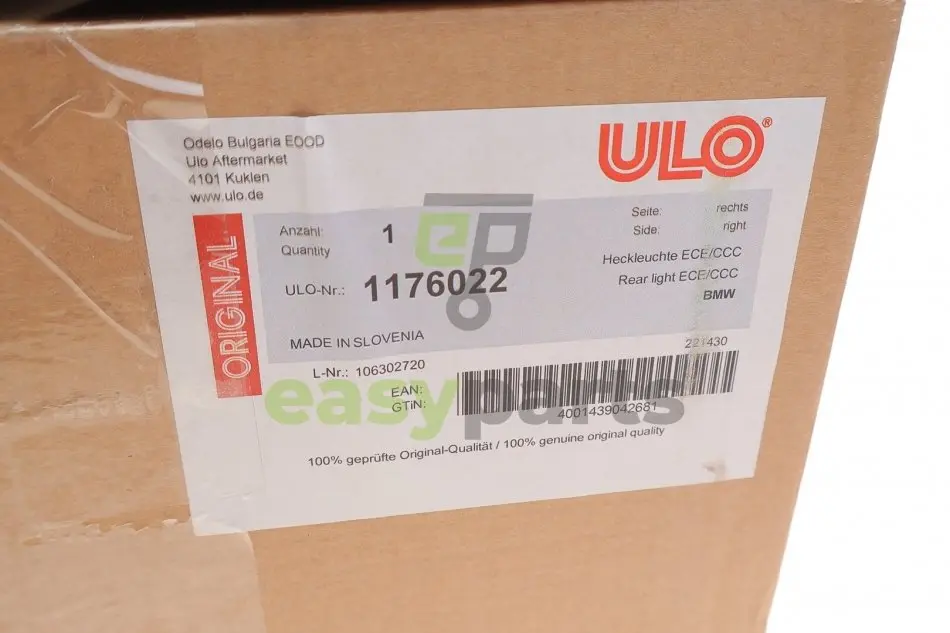 Odelo Bulgaria EOOD
Ulo Aftermarket
4101 Kuklen
www.ulo.de
ULO®
ORIGINAL
Anzahl: 1
Quantity
Seite: rechts
Side: right
ULO-Nr.: 1176022
Heckleuchte ECE/CCC
Rear light ECE/CCC
BMW
MADE IN SLOVENIA
221430
L-Nr.: 106302720
EAN:
GTiN:
4001439042681
100% geprüfte Original-Qualität / 100% genuine original quality
easyparts